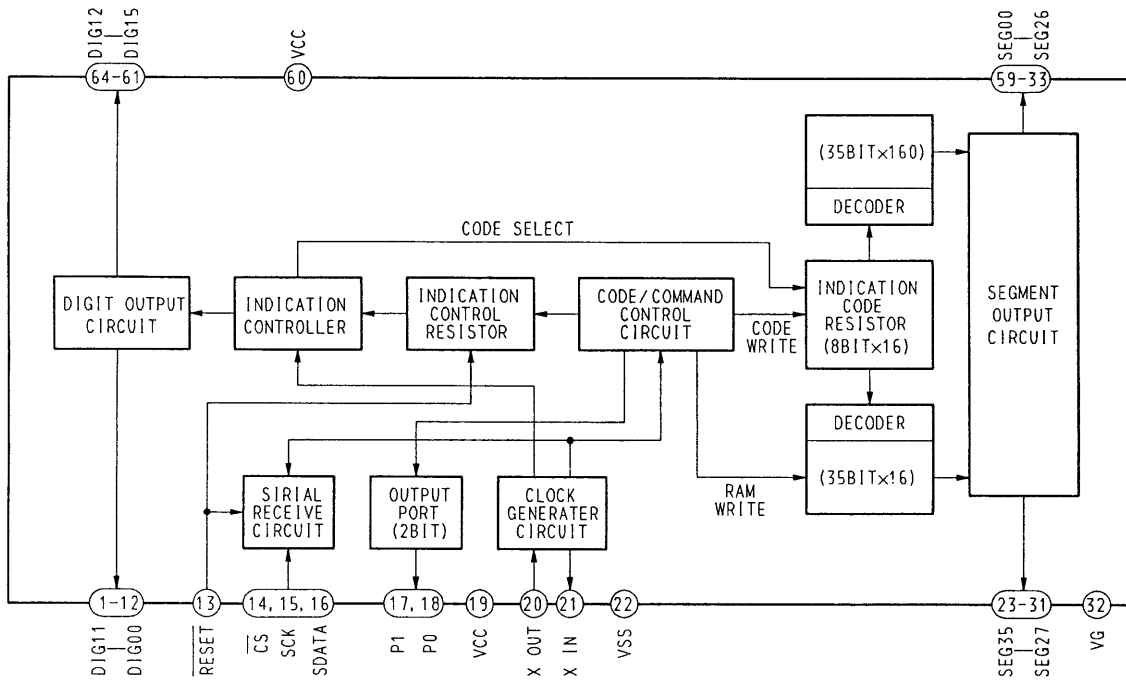 DIG12
DIG15
VCC
SEG00
SEG26
64-61
60
59-33
(35BIT×160)
DECODER
CODE SELECT
DIGIT OUTPUT
CIRCUIT
INDICATION
CONTROLLER
INDICATION
CONTROL
RESISTOR
CODE/COMMAND
CONTROL
CIRCUIT
CODE
WRITE
INDICATION
CODE
RESISTOR
(8BIT×16)
SEGMENT
OUTPUT
CIRCUIT
DECODER
(35BIT×16)
RAM
WRITE
SIRIAL
RECEIVE
CIRCUIT
OUTPUT
PORT
(2BIT)
CLOCK
GENERATER
CIRCUIT
1-12
13
14, 15, 16
17, 18
19
20
21
22
23-31
32
DIG11
DIG00
RESET
CS
SCK
SDATA
P1
P0
VCC
X OUT
X IN
VSS
SEG35
SEG27
VG